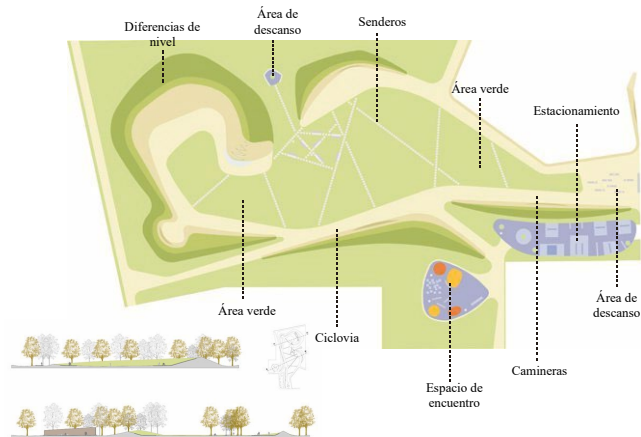 Diferencias de
nivel
Área de
descanso
Senderos
Área verde
Estacionamiento
Área verde
Ciclovia
Espacio de
encuentro
Camineras
Área de
descanso